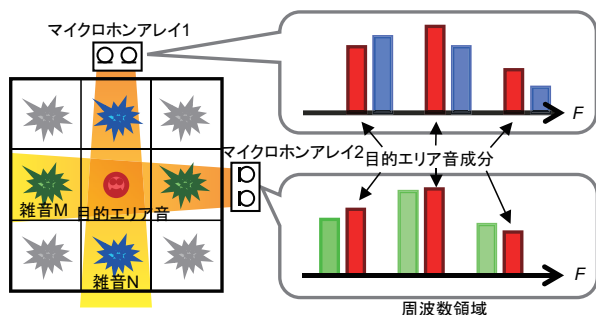 マイクロホンアレイ1
F
マイクロホンアレイ2
目的エリア音成分
雑音M
目的エリア音
雑音N
F
周波数領域